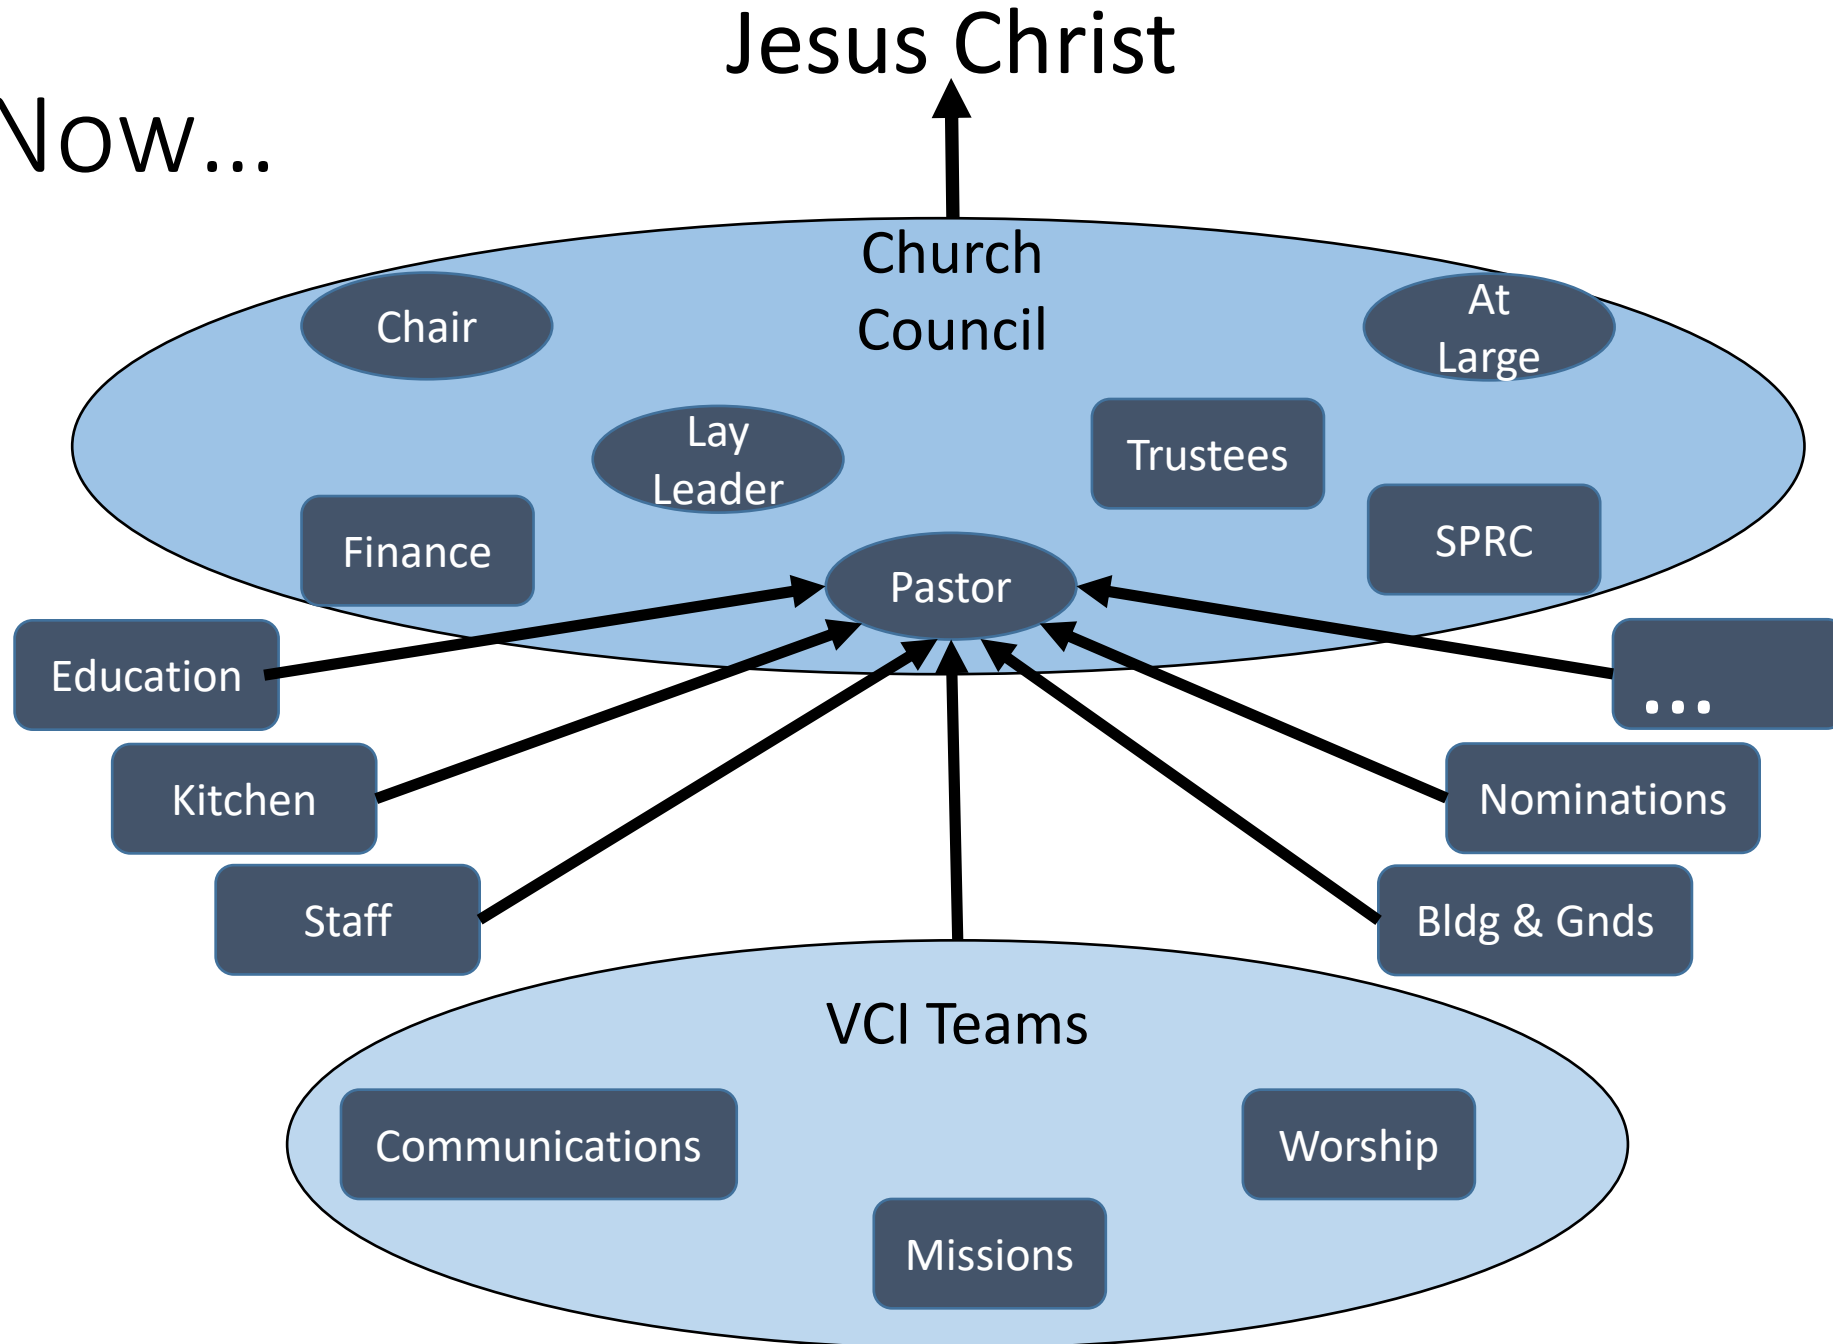 Jesus Christ
Now...
Church
Council
Chair
At
Large
Lay
Leader
Trustees
Finance
SPRC
Pastor
Education
...
Kitchen
Nominations
Staff
Bldg & Gnds
VCI Teams
Communications
Worship
Missions